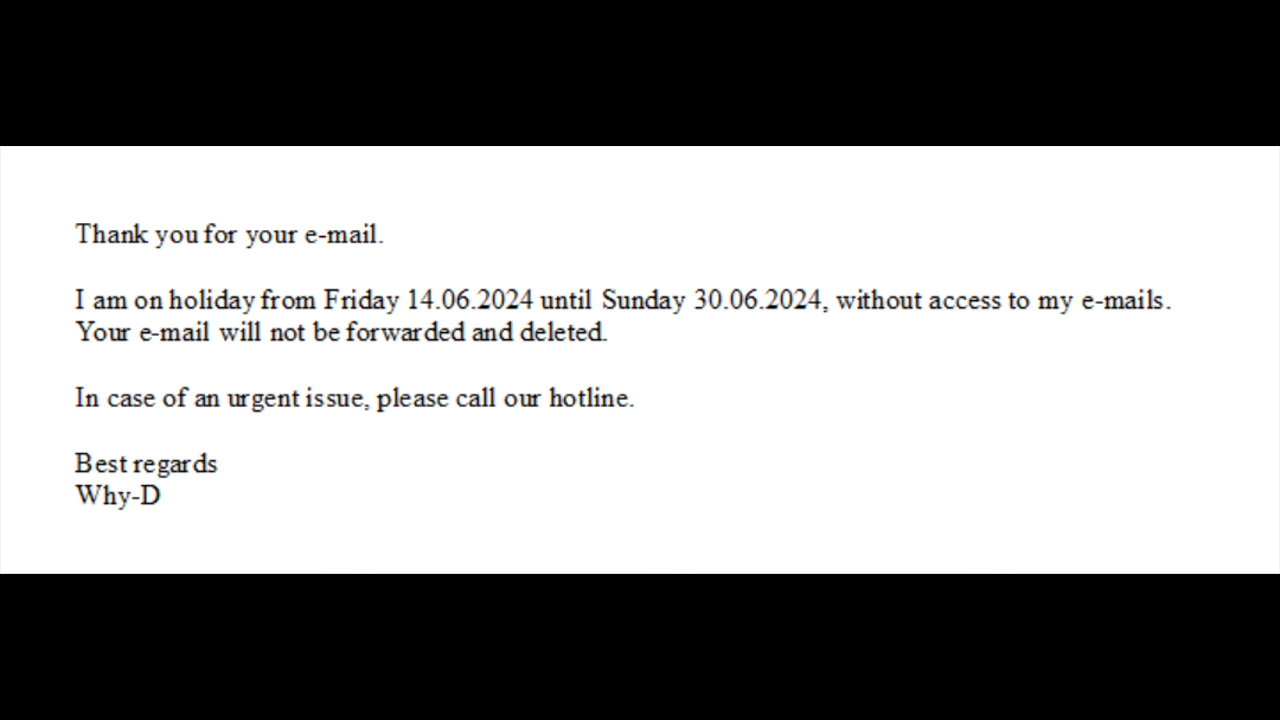 Thank you for your e-mail.
I am on holiday from Friday 14.06.2024 until Sunday 30.06.2024, without access to my e-mails.
Your e-mail will not be forwarded and deleted.
In case of an urgent issue, please call our hotline.
Best regards
Why-D